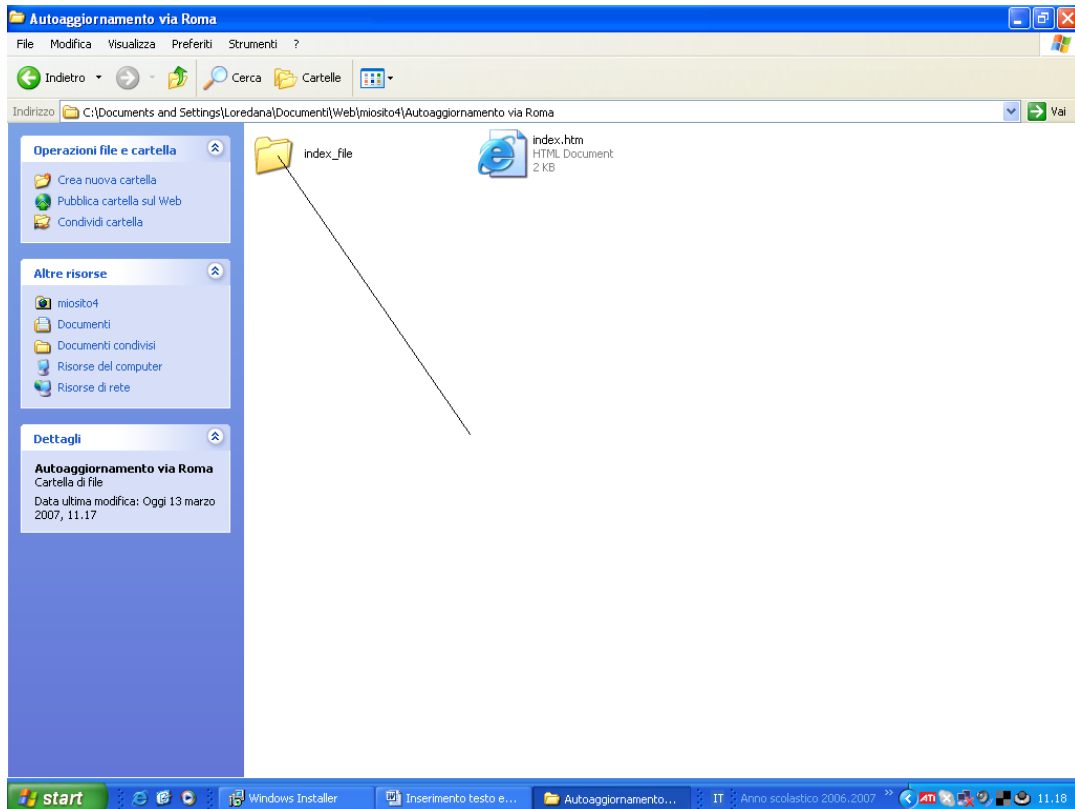 Autoaggiornamento via Roma
File Modifica Visualizza Preferiti Strumenti ?
Indietro Cerca Cartelle
Indirizzo C:\Documents and Settings\Loredana\Documenti\Web\miosito4\Autoaggiornamento via Roma Vai
Operazioni file e cartella
Crea nuova cartella
Pubblica cartella sul Web
Condividi cartella
Altre risorse
miosito4
Documenti
Documenti condivisi
Risorse del computer
Risorse di rete
Dettagli
Autoaggiornamento via Roma
Cartella di file
Data ultima modifica: Oggi 13 marzo
2007, 11.17
index_file
index.htm
HTML Document
2 KB
start Windows Installer Inserimento testo e... Autoaggiornamento... IT Anno scolastico 2006.2007 » 11.18